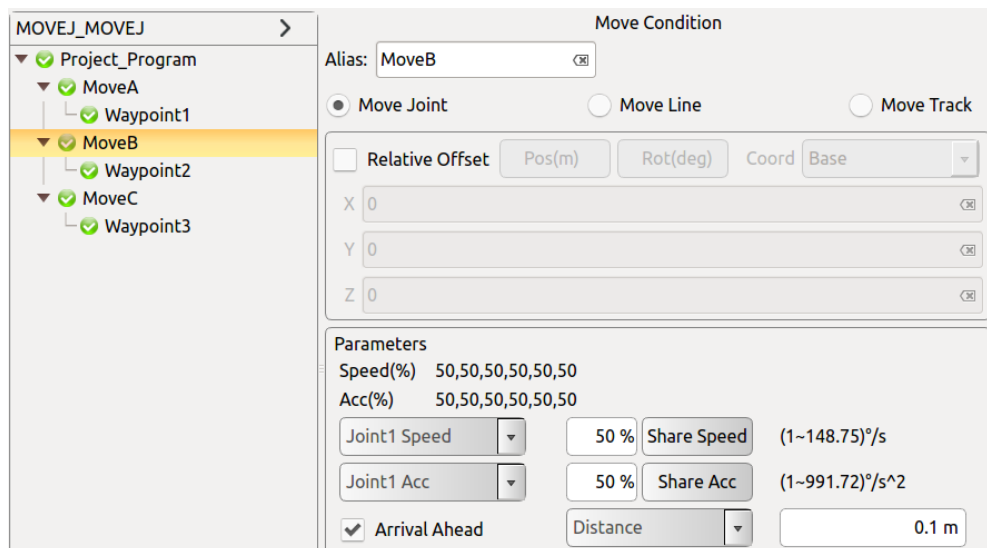 MOVEJ_MOVEJ
Project_Program
MoveA
Waypoint1
MoveB
Waypoint2
MoveC
Waypoint3
Move Condition
Alias: MoveB
Move Joint Move Line Move Track
Relative Offset Pos(m) Rot(deg) Coord Base
X 0
Y 0
Z 0
Parameters
Speed(%) 50,50,50,50,50,50
Acc(%) 50,50,50,50,50,50
Joint1 Speed 50 % Share Speed (1~148.75)°/s
Joint1 Acc 50 % Share Acc (1~991.72)°/s^2
Arrival Ahead Distance 0.1 m